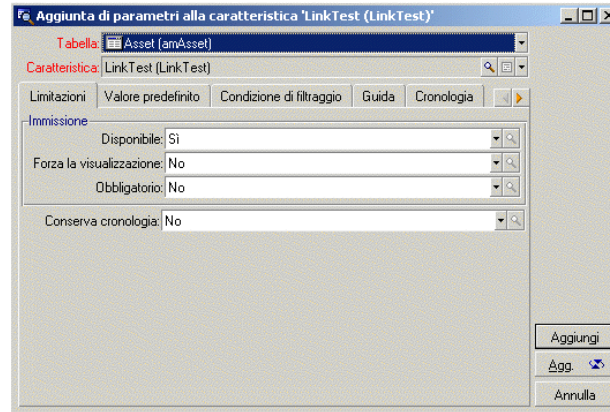 Aggiunta di parametri alla caratteristica 'LinkTest (LinkTest)'
Tabella: Asset (amAsset)
Caratteristica: LinkTest (LinkTest)
Limitazioni Valore predefinito Condizione di filtraggio Guida Cronologia
Immissione
Disponibile: Sì
Forza la visualizzazione: No
Obbligatorio: No
Conserva cronologia: No
Aggiungi
Agg.
Annulla